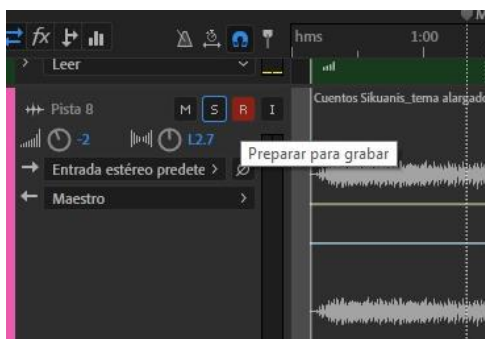 fx
hms 1:00
Leer
Pista 8 M S R I
Cuentos Sikuanis_tema alargado
-2 L2.7
Preparar para grabar
Entrada estéreo predete
Maestro